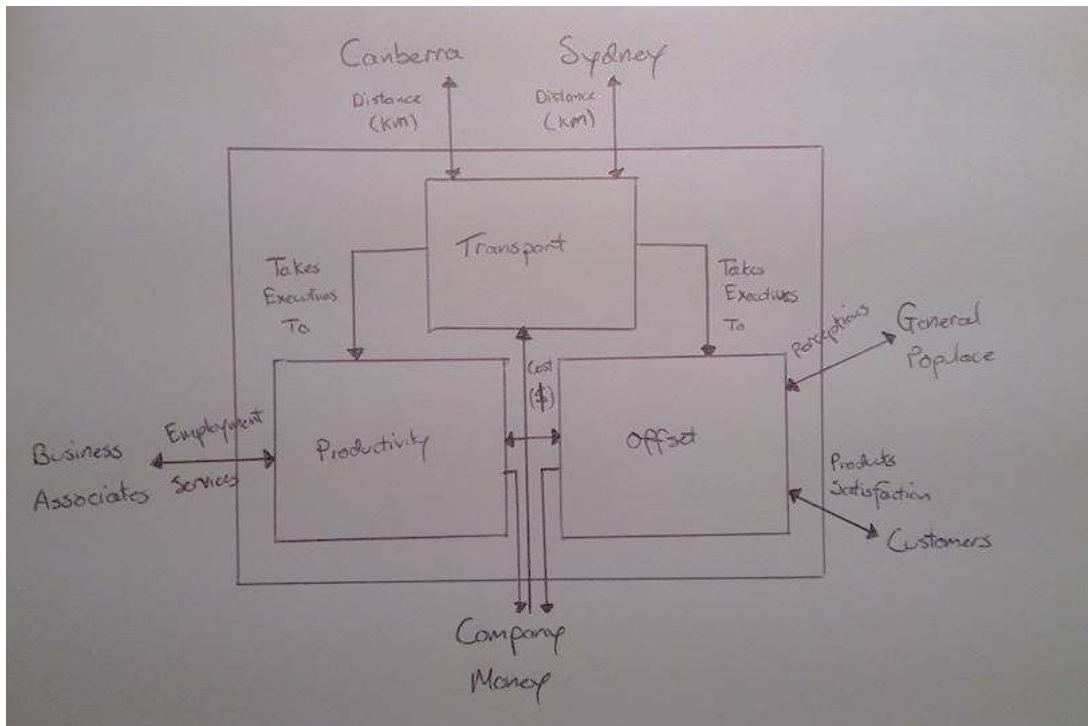 Canberra
Sydney
Distance
(km)
Distance
(km)
Transport
Takes
Executives
To
Takes
Executives
To
Cost
($)
Perceptions
General
Populace
Business
Associates
Employment
Services
Productivity
Offset
Products
Satisfaction
Customers
Company
Money